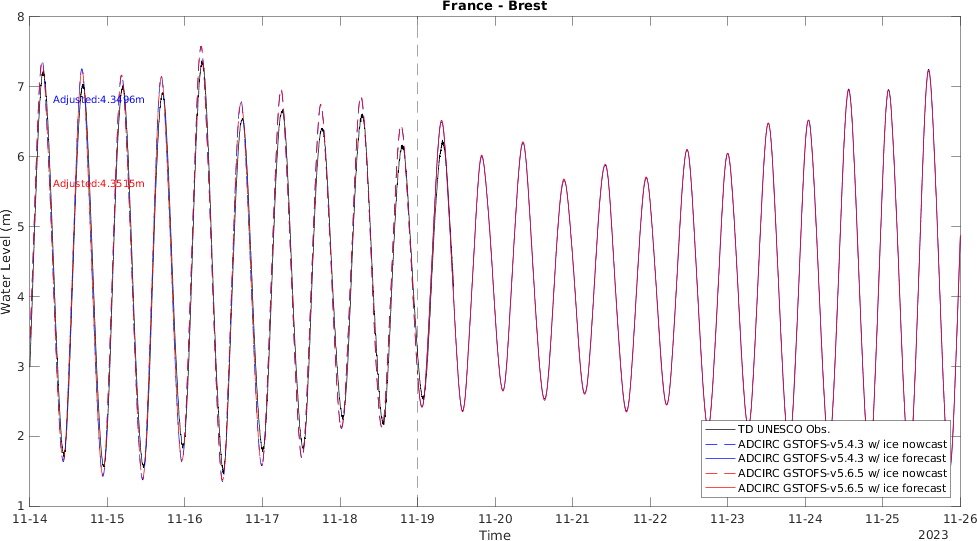 France - Brest
8
7
6
5
4
3
2
1
Water Level (m)
Adjusted:4.3496m
Adjusted:4.3515m
TD UNESCO Obs.
ADCIRC GSTOFS-v5.4.3 w/ ice nowcast
ADCIRC GSTOFS-v5.4.3 w/ ice forecast
ADCIRC GSTOFS-v5.6.5 w/ ice nowcast
ADCIRC GSTOFS-v5.6.5 w/ ice forecast
11-14 11-15 11-16 11-17 11-18 11-19 11-20 11-21 11-22 11-23 11-24 11-25 11-26
Time
2023